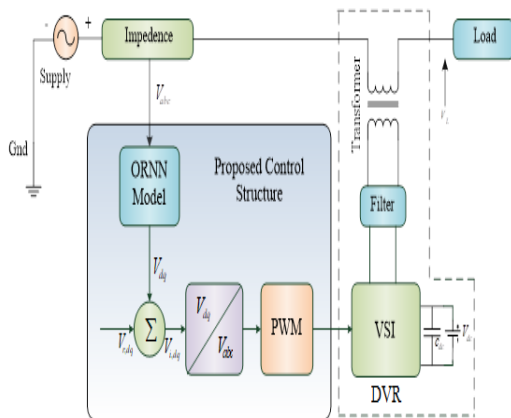 - +
Impedence
Load
Supply
V_abc
Transformer
V_L
Gnd
ORNN
Model
Proposed Control
Structure
Filter
V_dq
Σ
V_dq
V_abc
PWM
VSI
C_dc
V_dc
V_r,dq
V_s,dq
DVR